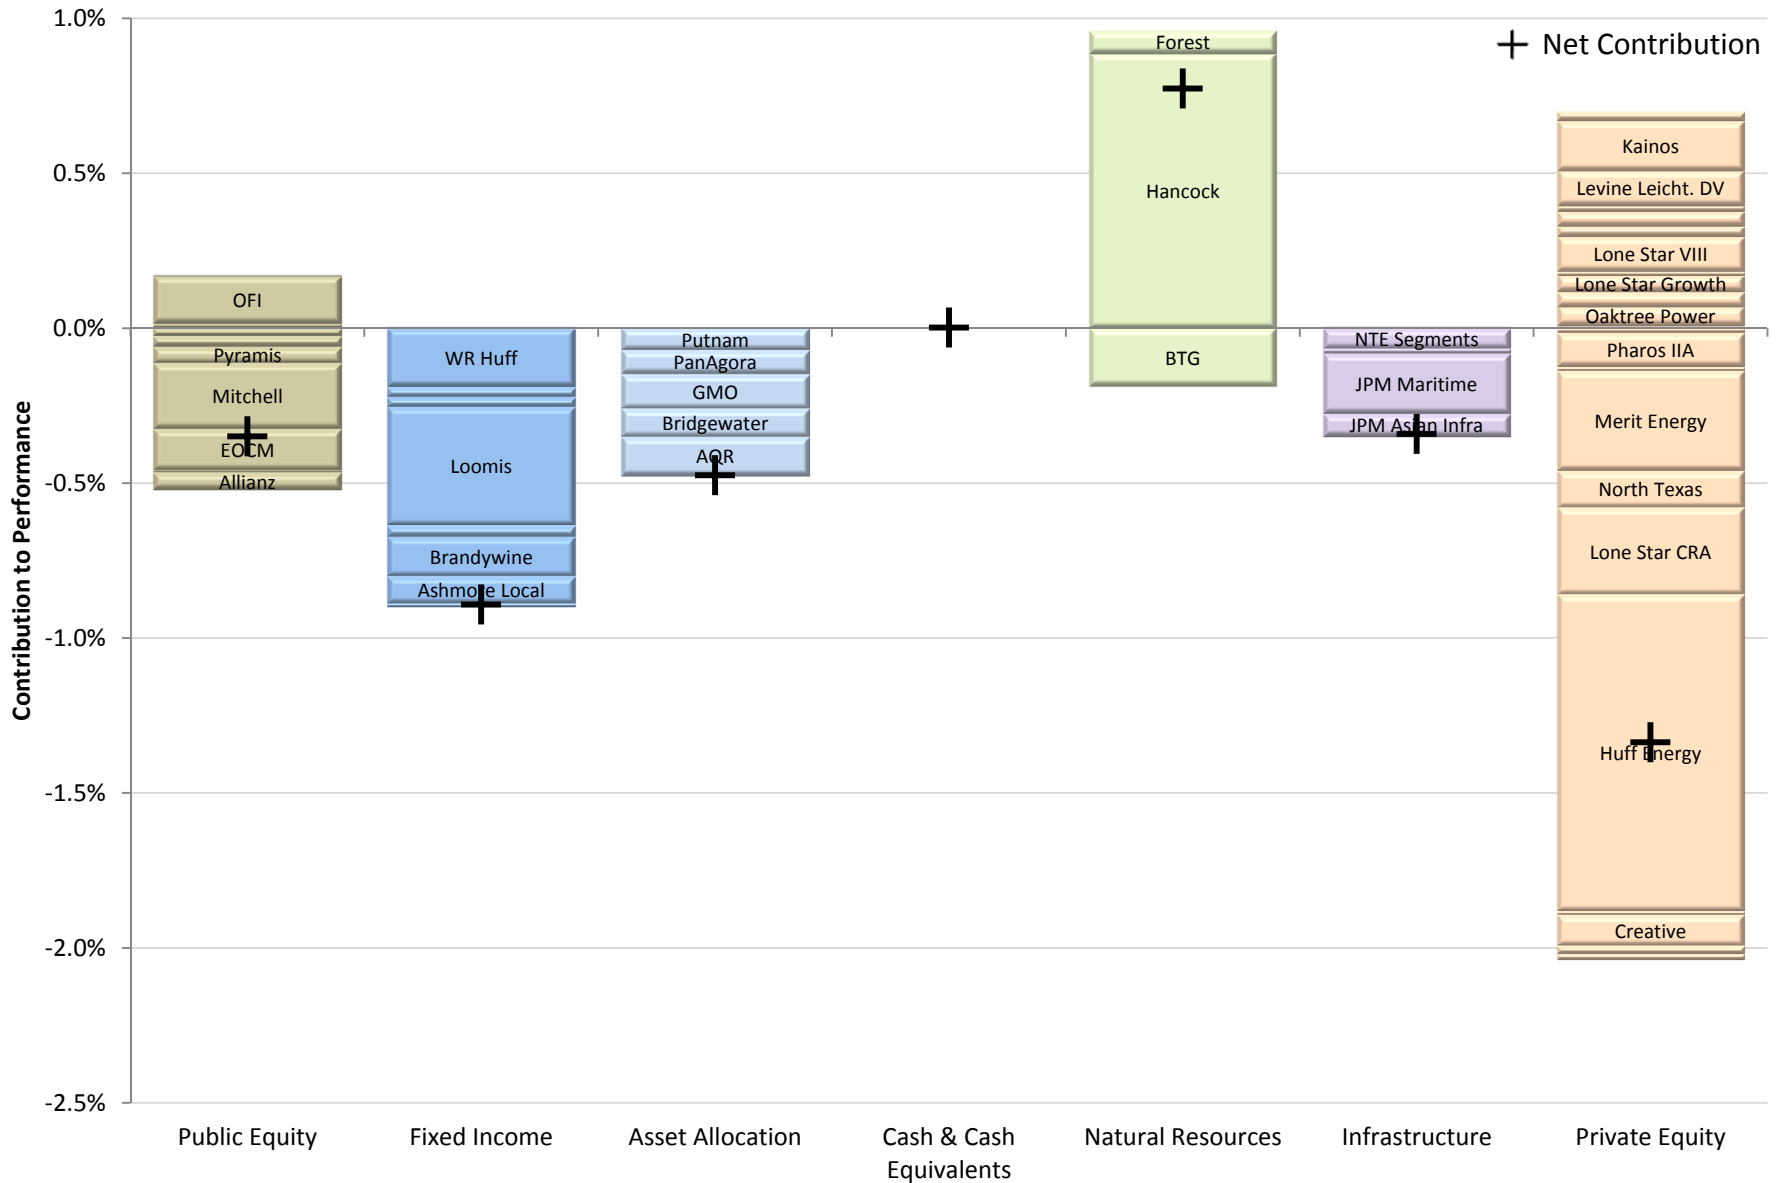 1.0%
0.5%
0.0%
-0.5%
-1.0%
-1.5%
-2.0%
-2.5%
Contribution to Performance
Net Contribution
OFI
Pyramis
Mitchell
EOCM
Allianz
WR Huff
Loomis
Brandywine
Ashmore Local
Putnam
PanAgora
GMO
Bridgewater
AQR
Forest
Hancock
BTG
NTE Segments
JPM Maritime
JPM Asian Infra
Kainos
Levine Leicht. DV
Lone Star VIII
Lone Star Growth
Oaktree Power
Pharos IIA
Merit Energy
North Texas
Lone Star CRA
Huff Energy
Creative
Public Equity
Fixed Income
Asset Allocation
Cash & Cash
Equivalents
Natural Resources
Infrastructure
Private Equity